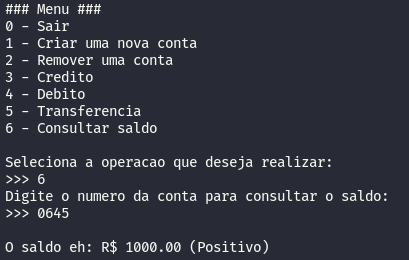 ### Menu ###
0 - Sair
1 - Criar uma nova conta
2 - Remover uma conta
3 - Credito
4 - Debito
5 - Transferencia
6 - Consultar saldo
Seleciona a operacao que deseja realizar:
>>> 6
Digite o numero da conta para consultar o saldo:
>>> 0645
O saldo eh: R$ 1000.00 (Positivo)